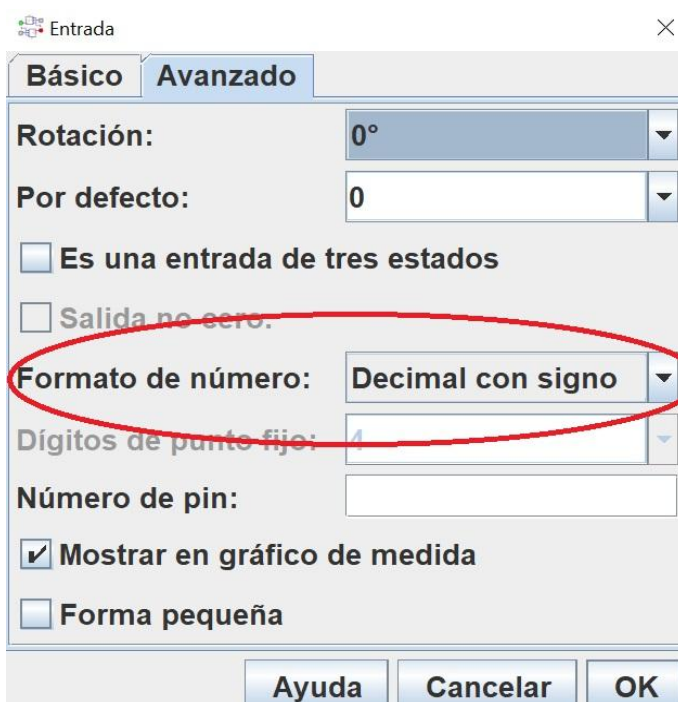 Entrada
Básico Avanzado
Rotación: 0°
Por defecto: 0
Es una entrada de tres estados
Salida no cero:
Formato de número: Decimal con signo
Dígitos de punto fijo: 4
Número de pin:
Mostrar en gráfico de medida
Forma pequeña
Ayuda Cancelar OK